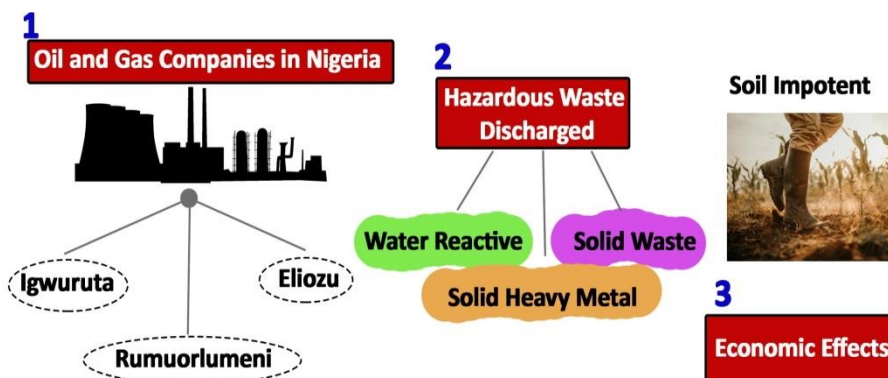 1
Oil and Gas Companies in Nigeria
Igwuruta
Rumuorlumeni
Eliozu
2
Hazardous Waste
Discharged
Water Reactive
Solid Waste
Solid Heavy Metal
Soil Impotent
3
Economic Effects